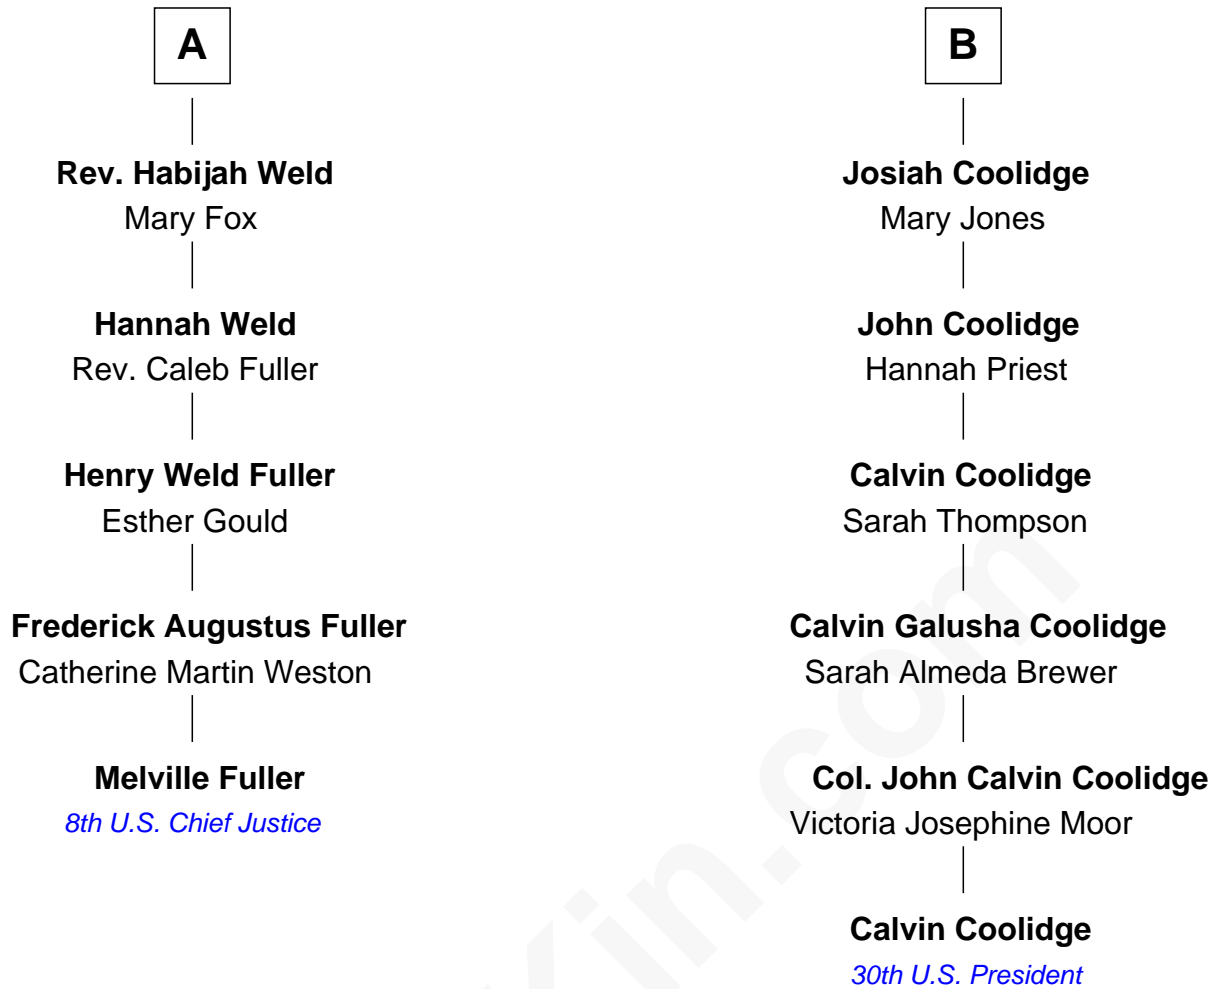 A
Rev. Habijah Weld
Mary Fox
Hannah Weld
Rev. Caleb Fuller
Henry Weld Fuller
Esther Gould
Frederick Augustus Fuller
Catherine Martin Weston
Melville Fuller
8th U.S. Chief Justice
B
Josiah Coolidge
Mary Jones
John Coolidge
Hannah Priest
Calvin Coolidge
Sarah Thompson
Calvin Galusha Coolidge
Sarah Almeda Brewer
Col. John Calvin Coolidge
Victoria Josephine Moor
Calvin Coolidge
30th U.S. President
Kin.com